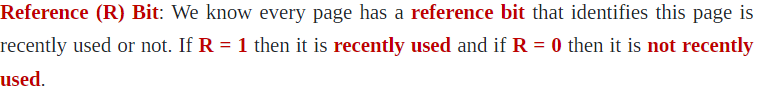 Reference (R) Bit: We know every page has a reference bit that identifies this page is
recently used or not. If R = 1 then it is recently used and if R = 0 then it is not recently
used.